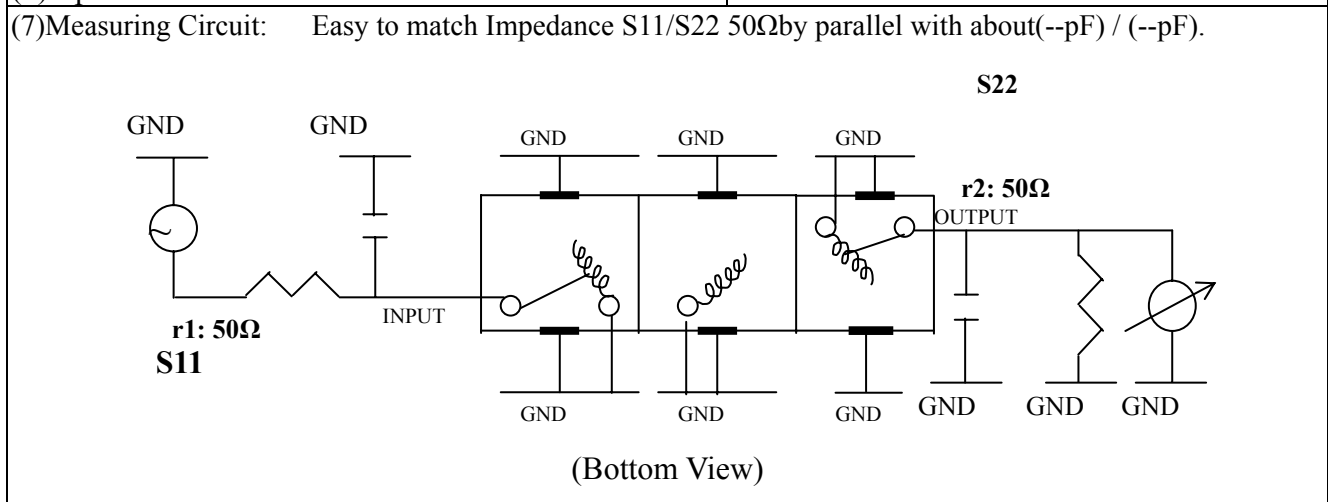 (7)Measuring Circuit: Easy to match Impedance S11/S22 50Ωby parallel with about(--pF) / (--pF).
S22
GND GND GND GND GND
r2: 50Ω
OUTPUT
INPUT
r1: 50Ω
S11
GND GND GND GND GND GND
(Bottom View)